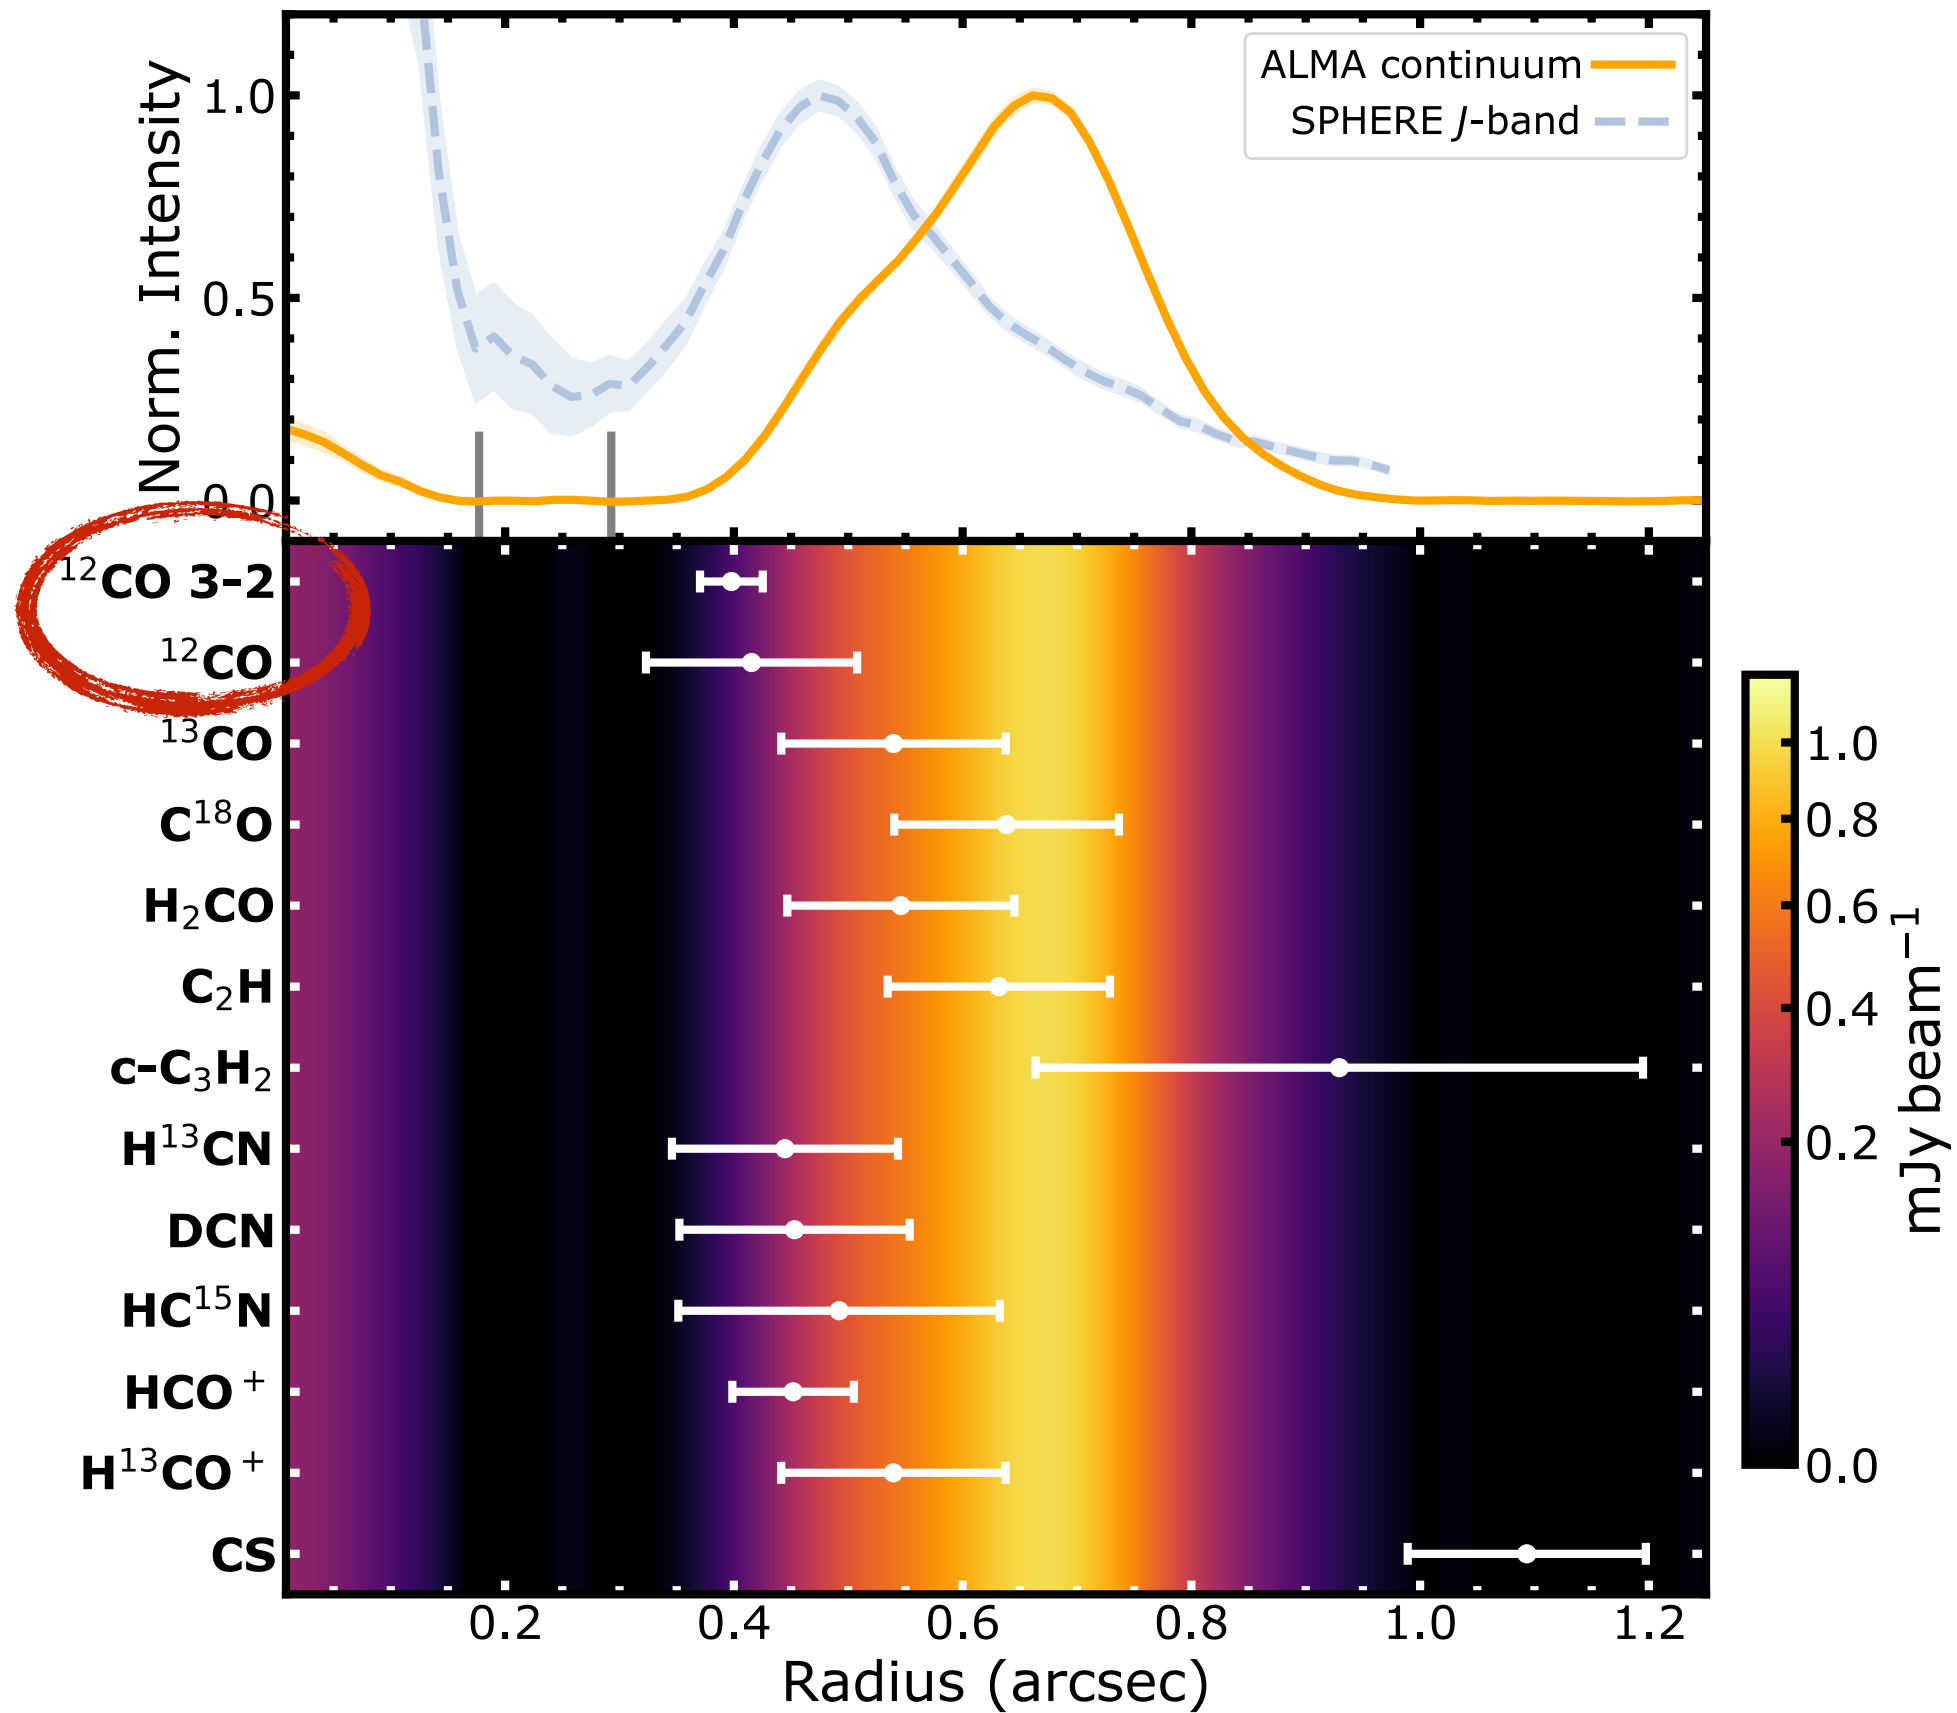 ALMA continuum
SPHERE J-band
Norm. Intensity
1.0
0.5
0.0
¹²CO 3-2
¹²CO
¹³CO
C¹⁸O
H₂CO
C₂H
c-C₃H₂
H¹³CN
DCN
HC¹⁵N
HCO⁺
H¹³CO⁺
CS
0.2 0.4 0.6 0.8 1.0 1.2
Radius (arcsec)
1.0
0.8
0.6
0.4
0.2
0.0
mJy beam⁻¹